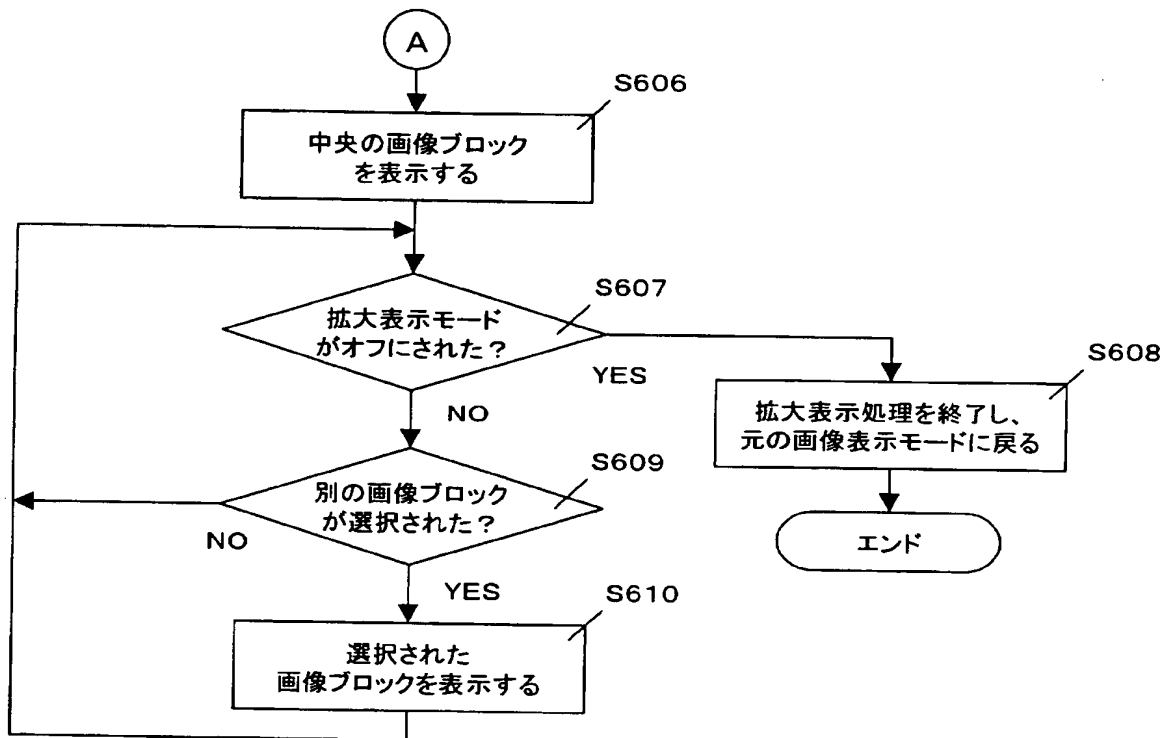 A
S606
中央の画像ブロック
を表示する
S607
拡大表示モード
がオフにされた?
YES
NO
S608
拡大表示処理を終了し、
元の画像表示モードに戻る
エンド
S609
別の画像ブロック
が選択された?
NO
YES
S610
選択された
画像ブロックを表示する